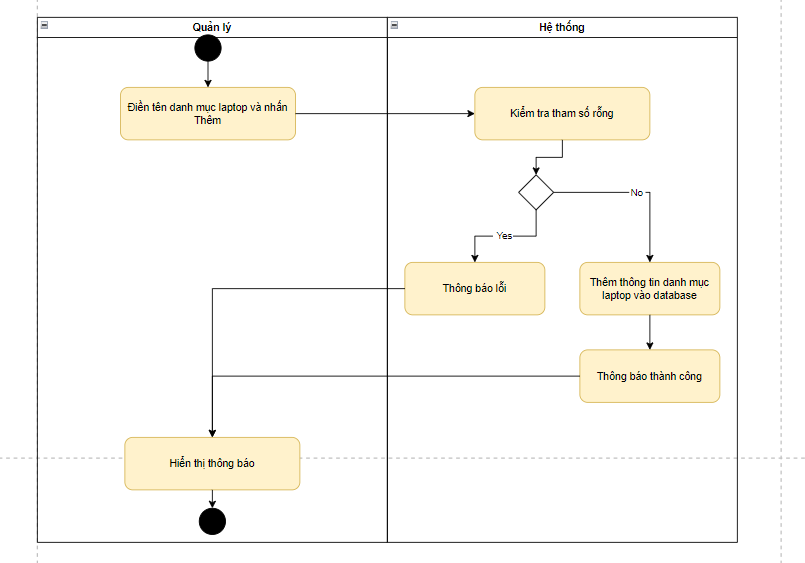 Quản lý
Hệ thống
Điền tên danh mục laptop và nhấn
Thêm
Kiểm tra tham số rỗng
No
Yes
Thông báo lỗi
Thêm thông tin danh mục
laptop vào database
Thông báo thành công
Hiển thị thông báo